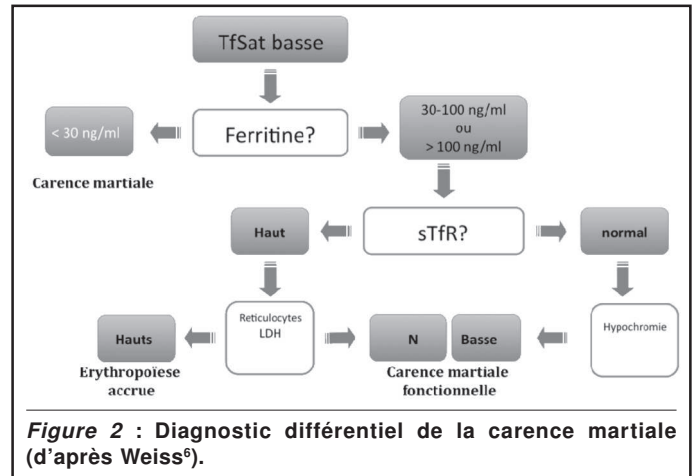 TfSat basse
< 30 ng/ml
Ferritine?
30-100 ng/ml
ou
> 100 ng/ml
Carence martiale
Haut
sTfR?
normal
Hauts
Reticulocytes
LDH
N
Basse
Hypochromie
Erythropoïese
accrue
Carence martiale
fonctionnelle
Figure 2 : Diagnostic différentiel de la carence martiale
(d'après Weiss⁶).